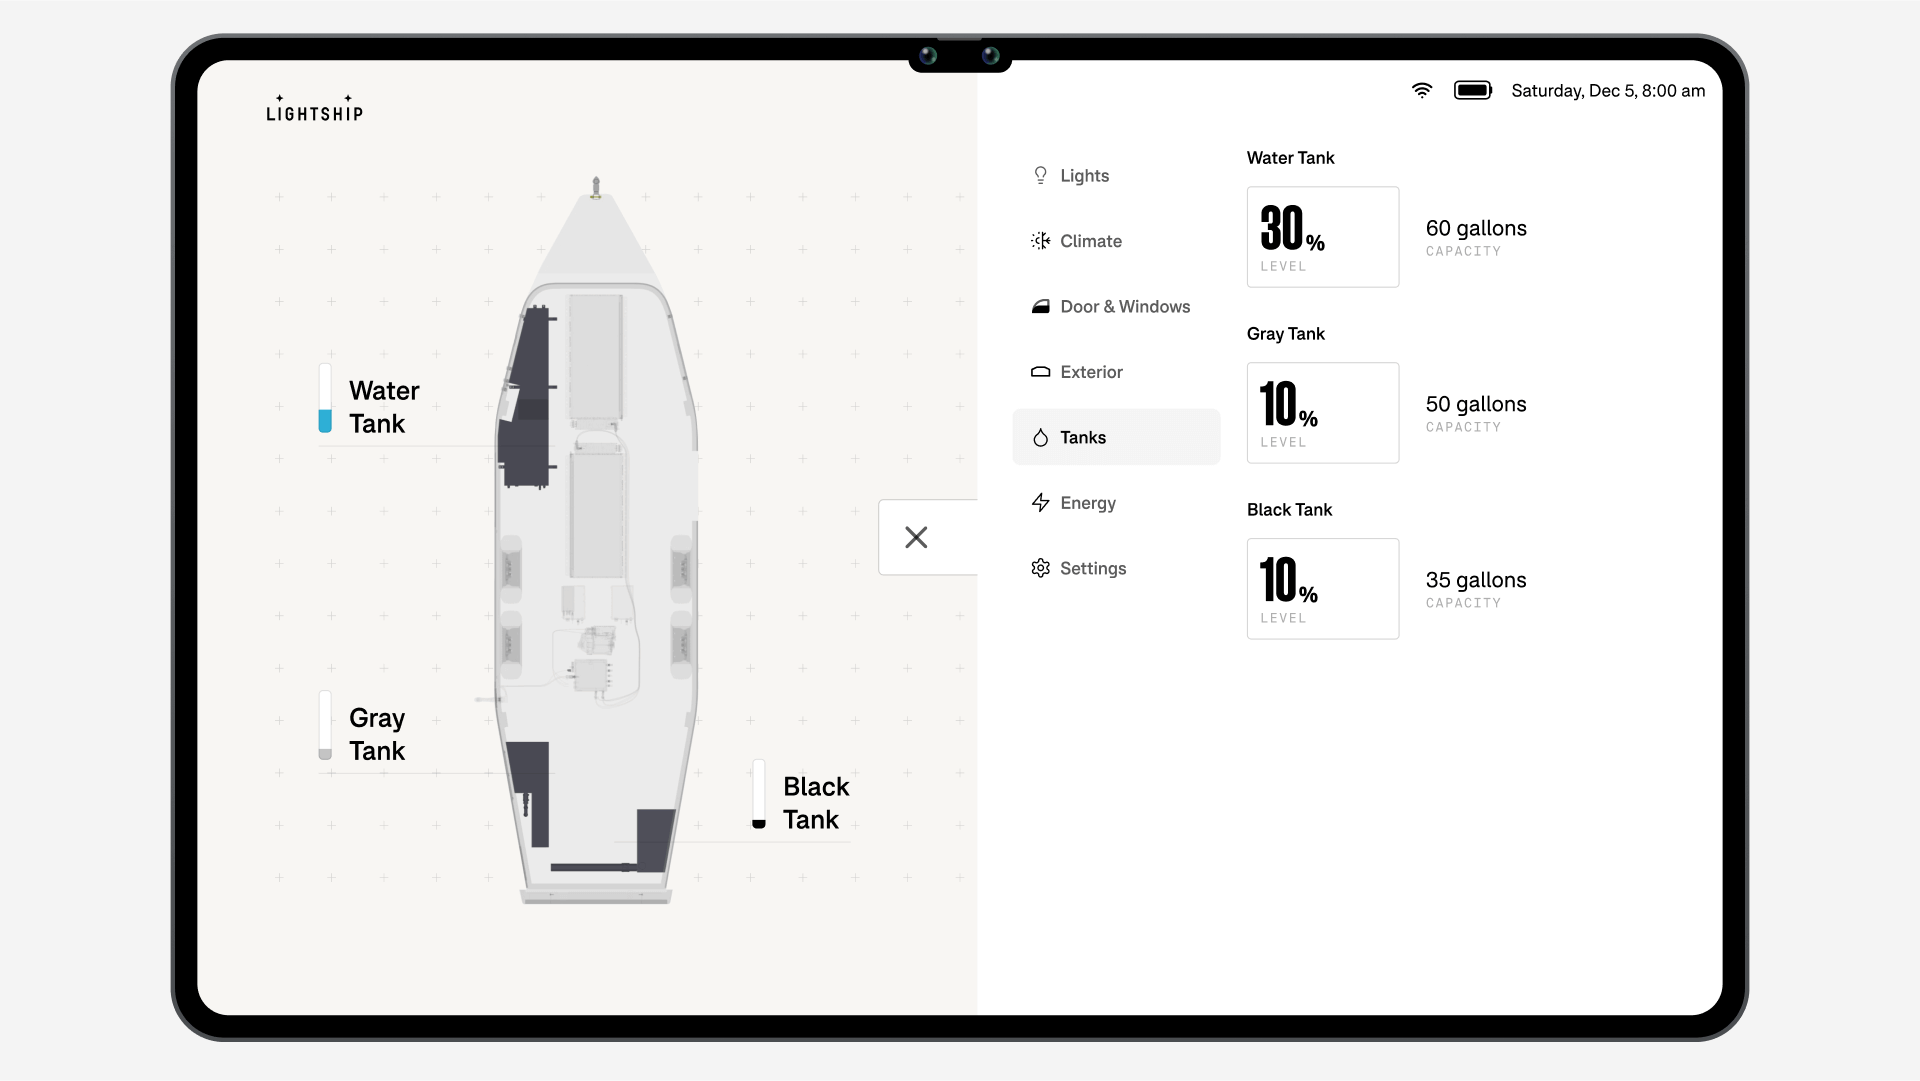 LIGHTSHIP
Saturday, Dec 5, 8:00 am
Water
Tank
Gray
Tank
Black
Tank
Lights
Climate
Door & Windows
Exterior
Tanks
Energy
Settings
Water Tank
30%
LEVEL
60 gallons
CAPACITY
Gray Tank
10%
LEVEL
50 gallons
CAPACITY
Black Tank
10%
LEVEL
35 gallons
CAPACITY